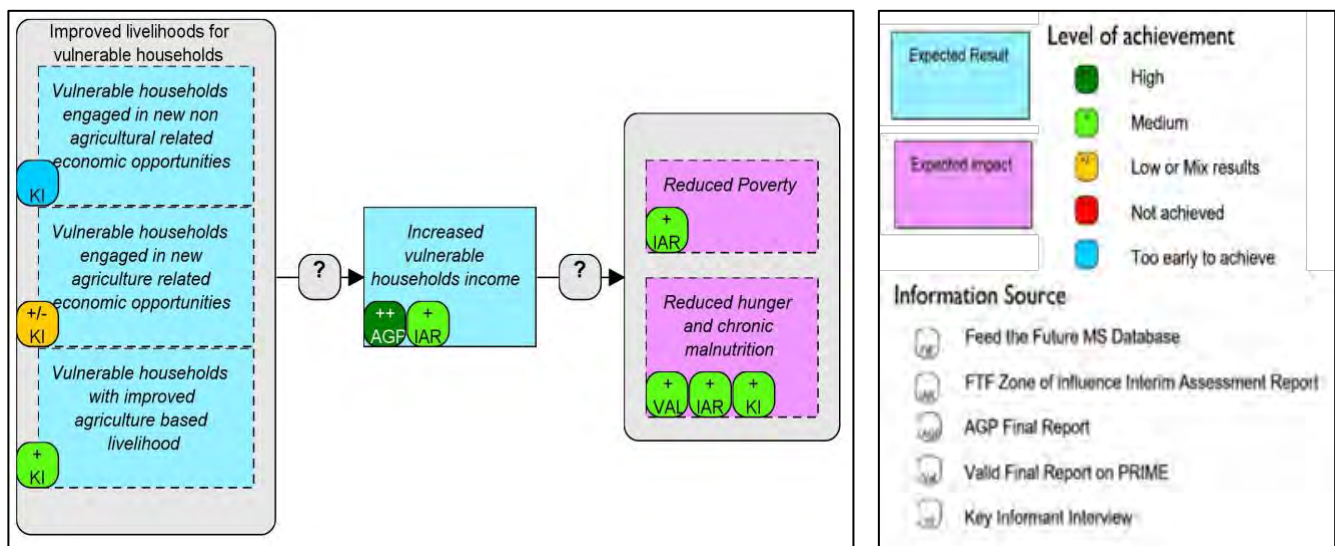 Improved livelihoods for
vulnerable households
Vulnerable households
engaged in new non
agricultural related
economic opportunities
KI
Vulnerable households
engaged in new
agriculture related
economic opportunities
+/-
KI
Vulnerable households
with improved
agriculture based
livelihood
+
KI
?
Increased
vulnerable
households income
++
AGP
+
IAR
?
Reduced Poverty
+
IAR
Reduced hunger
and chronic
malnutrition
+
VAL
+
IAR
+
KI
Expected Result
Expected Impact
Level of achievement
High
Medium
Low or Mix results
Not achieved
Too early to achieve
Information Source
Feed the Future MS Database
FTF Zone of influence Interim Assessment Report
AGP Final Report
Valid Final Report on PRIME
Key Informant Interview